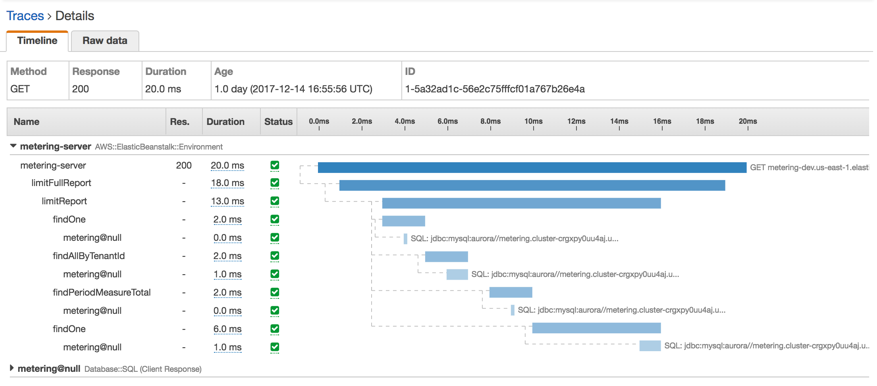 Traces › Details
Timeline Raw data
Method Response Duration Age ID
GET 200 20.0 ms 1.0 day (2017-12-14 16:55:56 UTC) 1-5a32ad1c-56e2c75fffcf01a767b26e4a
Name Res. Duration Status 0.0ms 2.0ms 4.0ms 6.0ms 8.0ms 10ms 12ms 14ms 16ms 18ms 20ms
metering-server AWS::ElasticBeanstalk::Environment
metering-server 200 20.0 ms GET metering-dev.us-east-1.elast
limitFullReport - 18.0 ms
limitReport - 13.0 ms
findOne - 2.0 ms
metering@null - 0.0 ms SQL: jdbc:mysql:aurora//metering.cluster-crgxpy0uu4aj.u...
findAllByTenantId - 2.0 ms
metering@null - 1.0 ms SQL: jdbc:mysql:aurora//metering.cluster-crgxpy0uu4aj.u...
findPeriodMeasureTotal - 2.0 ms
metering@null - 0.0 ms SQL: jdbc:mysql:aurora//metering.cluster-crgxpy0uu4aj.u...
findOne - 6.0 ms
metering@null - 1.0 ms SQL: jdbc:mysql:aurora//metering.cluster-crgxpy0uu4aj.u
metering@null Database::SQL (Client Response)